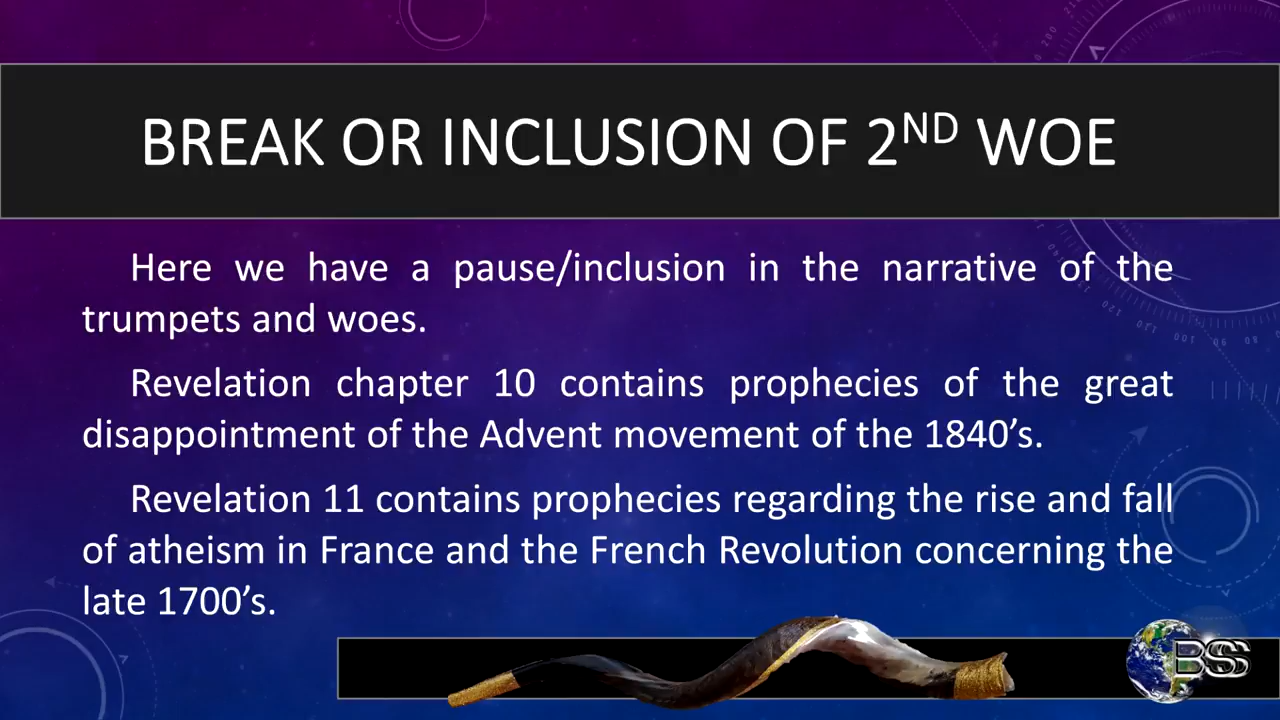 BREAK OR INCLUSION OF 2ND WOE
Here we have a pause/inclusion in the narrative of the
trumpets and woes.
Revelation chapter 10 contains prophecies of the great
disappointment of the Advent movement of the 1840’s.
Revelation 11 contains prophecies regarding the rise and fall
of atheism in France and the French Revolution concerning the
late 1700’s.
BSS